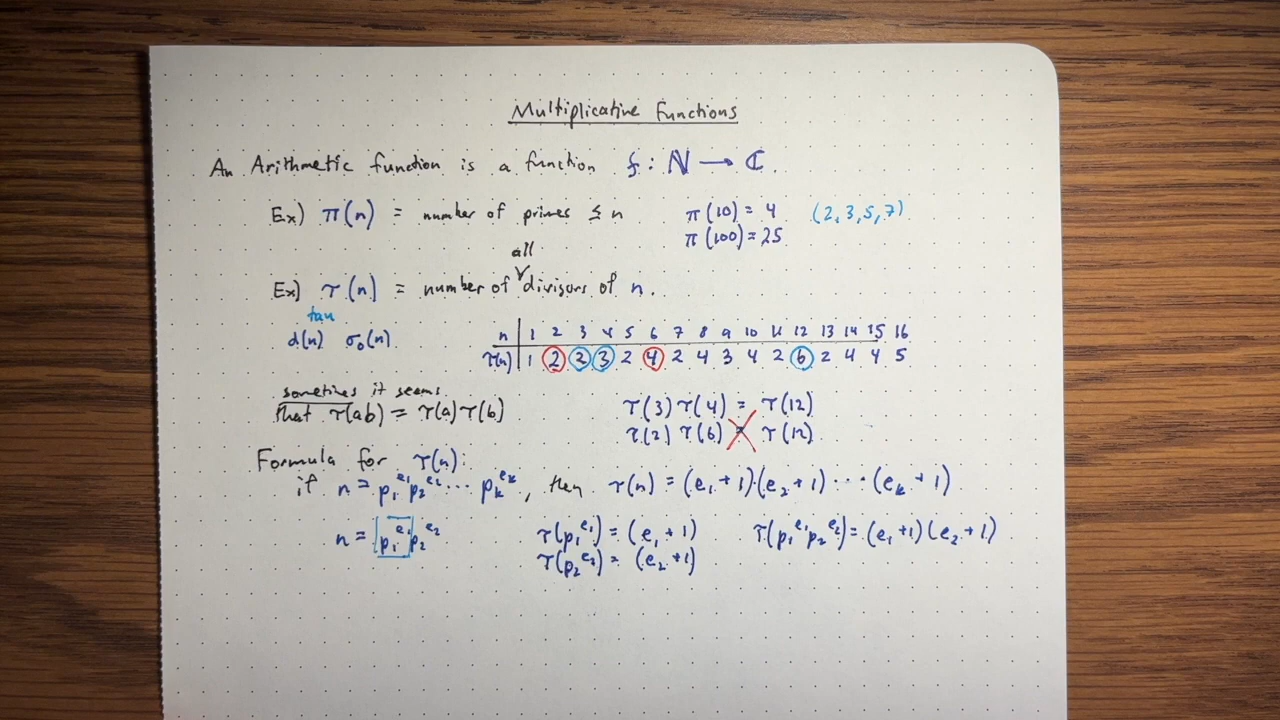 Multiplicative Functions
An Arithmetic function is a function f : ℕ → ℂ.
Ex) π(n) = number of primes ≤ n π(10) = 4 (2,3,5,7)
π(100) = 25
all
Ex) τ(n) = number of divisors of n.
tau
d(n) σ₀(n)
n 1 2 3 4 5 6 7 8 9 10 11 12 13 14 15 16
τ(n) 1 2 2 3 2 4 2 4 3 4 2 6 2 4 4 5
sometimes it seems
that τ(ab) = τ(a)τ(b)
τ(3) τ(4) = τ(12)
τ(2) τ(6) = τ(12)
Formula for τ(n):
if n = p₁^e₁ p₂^e₂ ... pₖ^eₖ, then τ(n) = (e₁+1)·(e₂+1) ··· (eₖ+1)
n = p₁^e₁ p₂^e₂ τ(p₁^e₁) = (e₁+1) τ(p₁^e₁ p₂^e₂) = (e₁+1)(e₂+1)
τ(p₂^e₂) = (e₂+1)